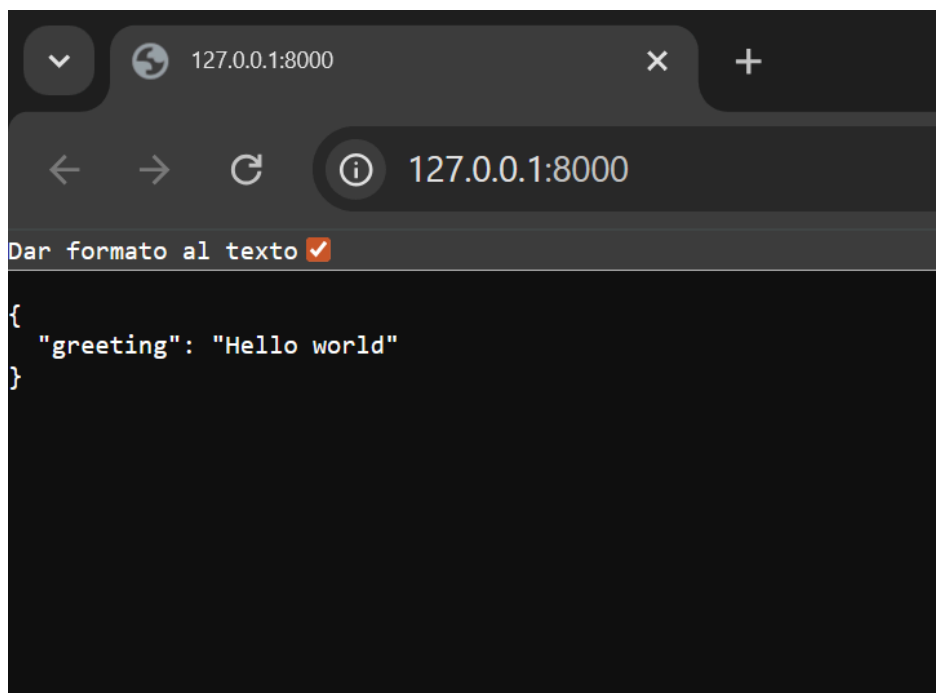 127.0.0.1:8000
127.0.0.1:8000
Dar formato al texto
{
  "greeting": "Hello world"
}